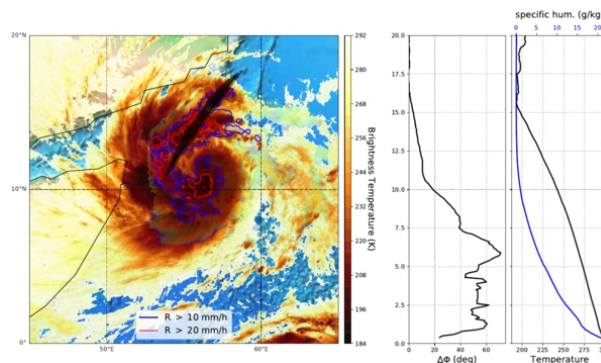 specific hum. (g/kg)
0 5 10 15 20
20°N
10°N
0°
50°E 60°E
R > 10 mm/h
R > 20 mm/h
292
280
268
256
244
232
220
208
196
184
Brightness Temperature (K)
20.0
17.5
15.0
12.5
10.0
7.5
5.0
2.5
0.0
0 20 40 60
ΔΦ (deg)
200 225 250 275
Temperature